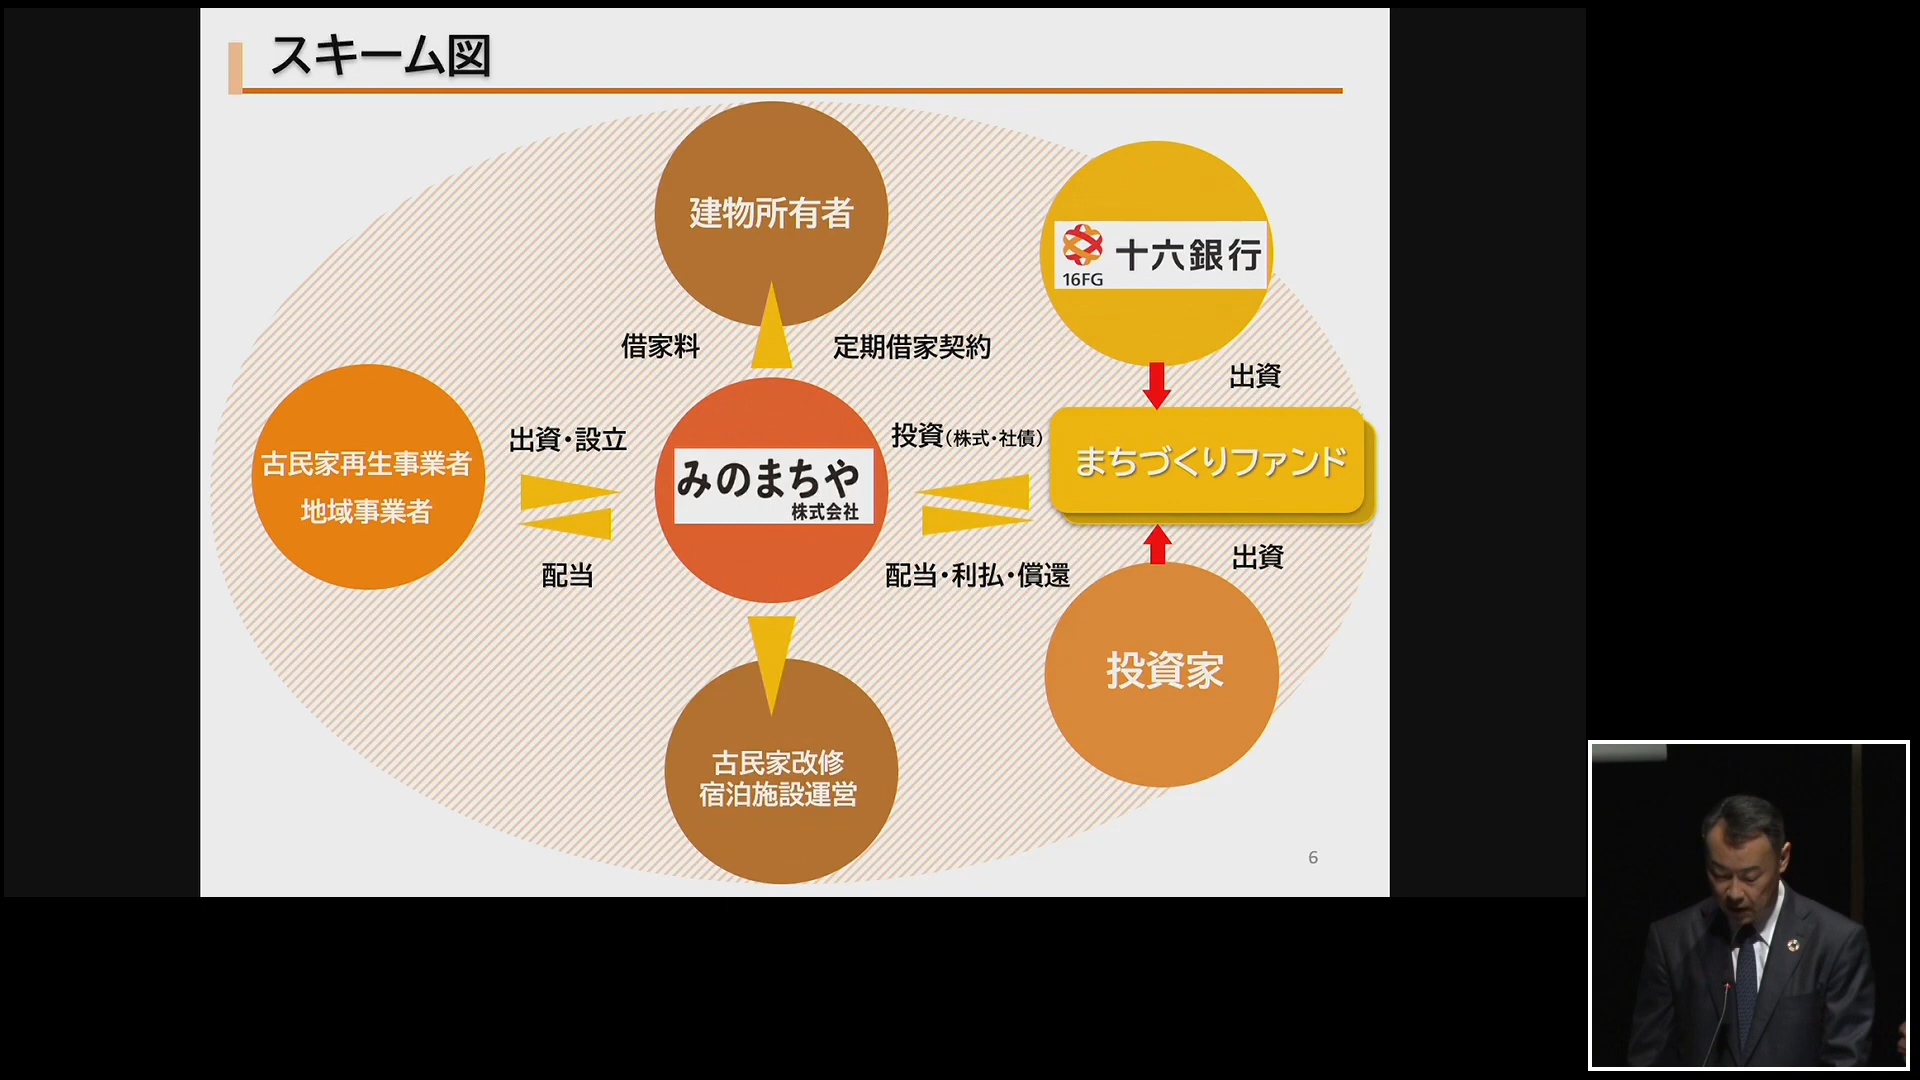 スキーム図
建物所有者
16FG
十六銀行
借家料
定期借家契約
出資
古民家再生事業者
地域事業者
出資・設立
みのまちや
株式会社
投資(株式・社債)
まちづくりファンド
配当
配当・利払・償還
出資
投資家
古民家改修
宿泊施設運営
6